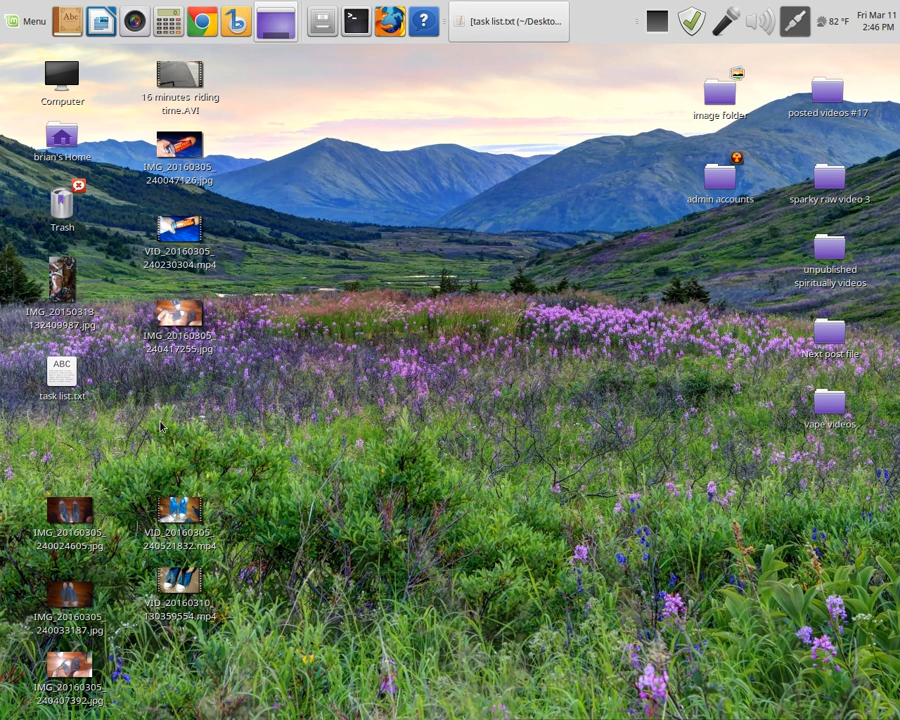 Menu
Abc
[task list.txt (~/Deskto...
82 °F
Fri Mar 11
2:46 PM
Computer
16 minutes riding
time.AVI
image folder
posted videos #17
brian's Home
IMG_20160305_
240047126.jpg
admin accounts
sparky raw video 3
Trash
VID_20160305_
240230304.mp4
unpublished
spiritually videos
IMG_20150313_
132409987.jpg
IMG_20160305_
240417255.jpg
Next post file
ABC
task list.txt
vape videos
IMG_20160305_
240024605.jpg
VID_20160305_
240521832.mp4
IMG_20160305_
240033187.jpg
VID_20160310_
130359554.mp4
IMG_20160305_
240407392.jpg